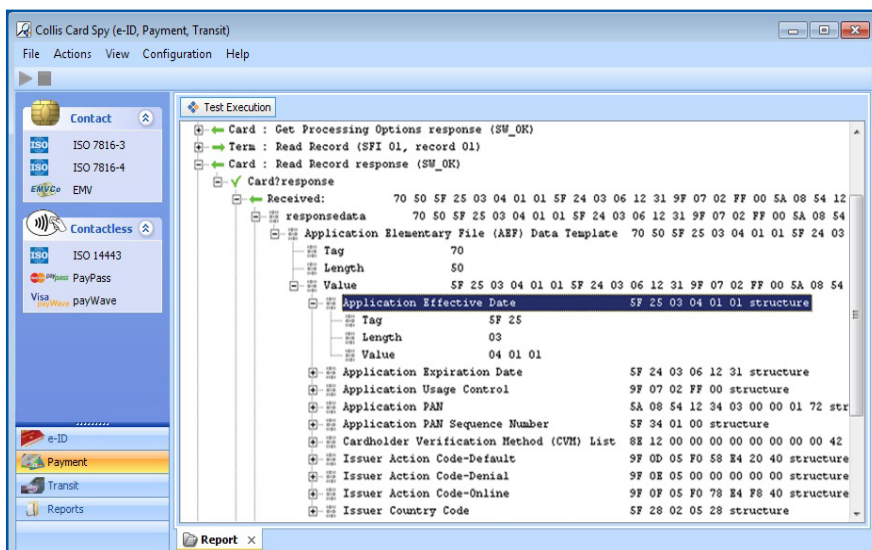 Collis Card Spy (e-ID, Payment, Transit)
File Actions View Configuration Help
Contact
ISO ISO 7816-3
ISO ISO 7816-4
EMVCo EMV
Contactless
ISO ISO 14443
PayPass PayPass
Visa payWave payWave
e-ID
Payment
Transit
Reports
Test Execution
Card : Get Processing Options response (SW_OK)
Term : Read Record (SFI 01, record 01)
Card : Read Record response (SW_OK)
Card?response
Received: 70 50 5F 25 03 04 01 01 5F 24 03 06 12 31 9F 07 02 FF 00 5A 08 54 12
responsedata 70 50 5F 25 03 04 01 01 5F 24 03 06 12 31 9F 07 02 FF 00 5A 08 54
Application Elementary File (AEF) Data Template 70 50 5F 25 03 04 01 01 5F 24 03
Tag 70
Length 50
Value 5F 25 03 04 01 01 5F 24 03 06 12 31 9F 07 02 FF 00 5A 08 54
Application Effective Date 5F 25 03 04 01 01 structure
Tag 5F 25
Length 03
Value 04 01 01
Application Expiration Date 5F 24 03 06 12 31 structure
Application Usage Control 9F 07 02 FF 00 structure
Application PAN 5A 08 54 12 34 03 00 00 01 72 str
Application PAN Sequence Number 5F 34 01 00 structure
Cardholder Verification Method (CVM) List 8E 12 00 00 00 00 00 00 00 00 42
Issuer Action Code-Default 9F 0D 05 F0 58 E4 20 40 structure
Issuer Action Code-Denial 9F 0E 05 00 00 00 00 00 structure
Issuer Action Code-Online 9F 0F 05 F0 78 E4 F8 40 structure
Issuer Country Code 5F 28 02 05 28 structure
Report